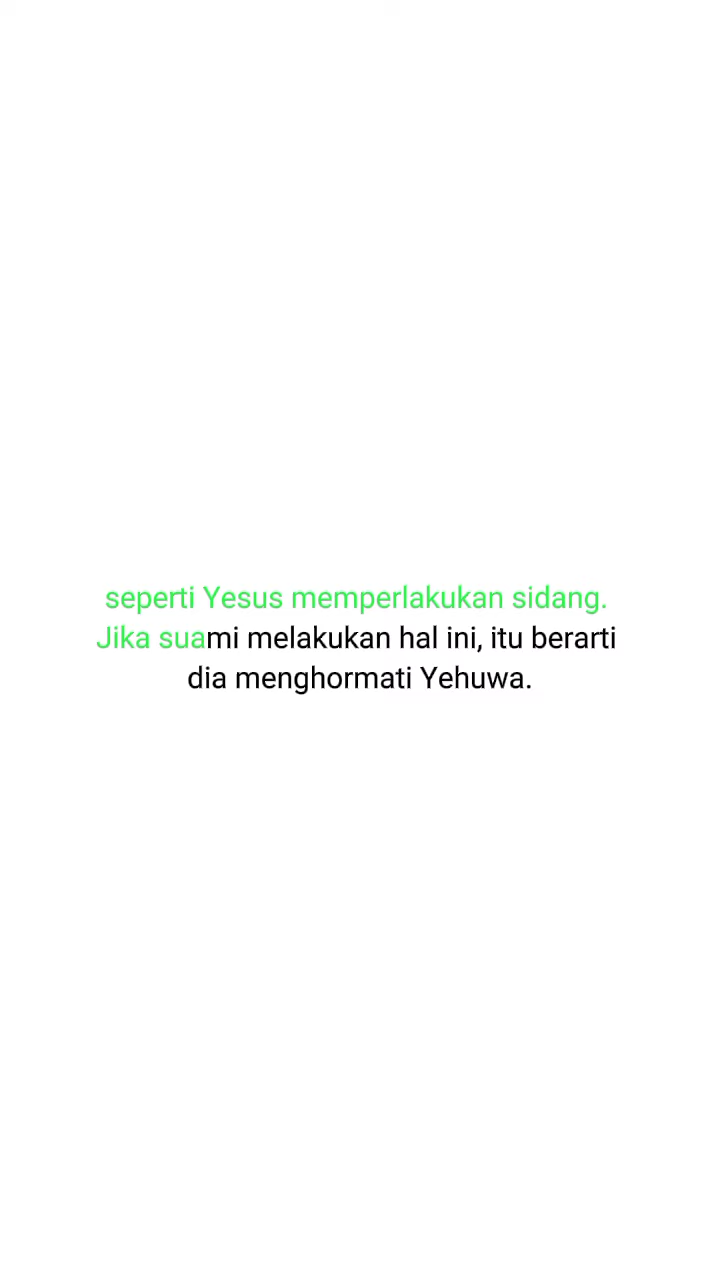 seperti Yesus memperlakukan sidang.
Jika suami melakukan hal ini, itu berarti
dia menghormati Yehuwa.